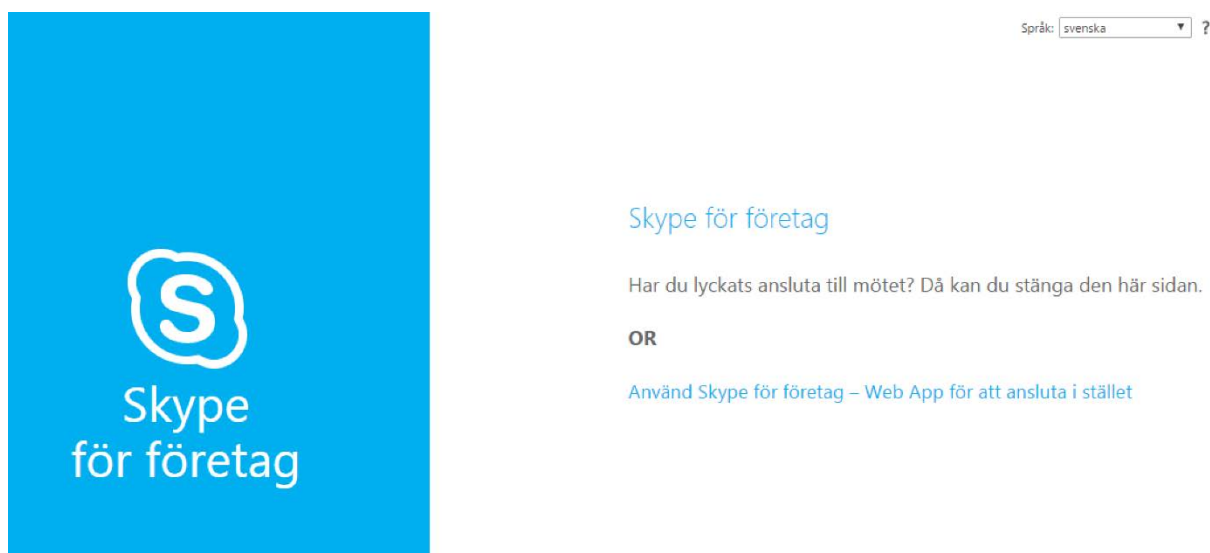 Språk: svenska ?
Skype för företag
Har du lyckats ansluta till mötet? Då kan du stänga den här sidan.
OR
Använd Skype för företag – Web App för att ansluta i stället
S
Skype
för företag